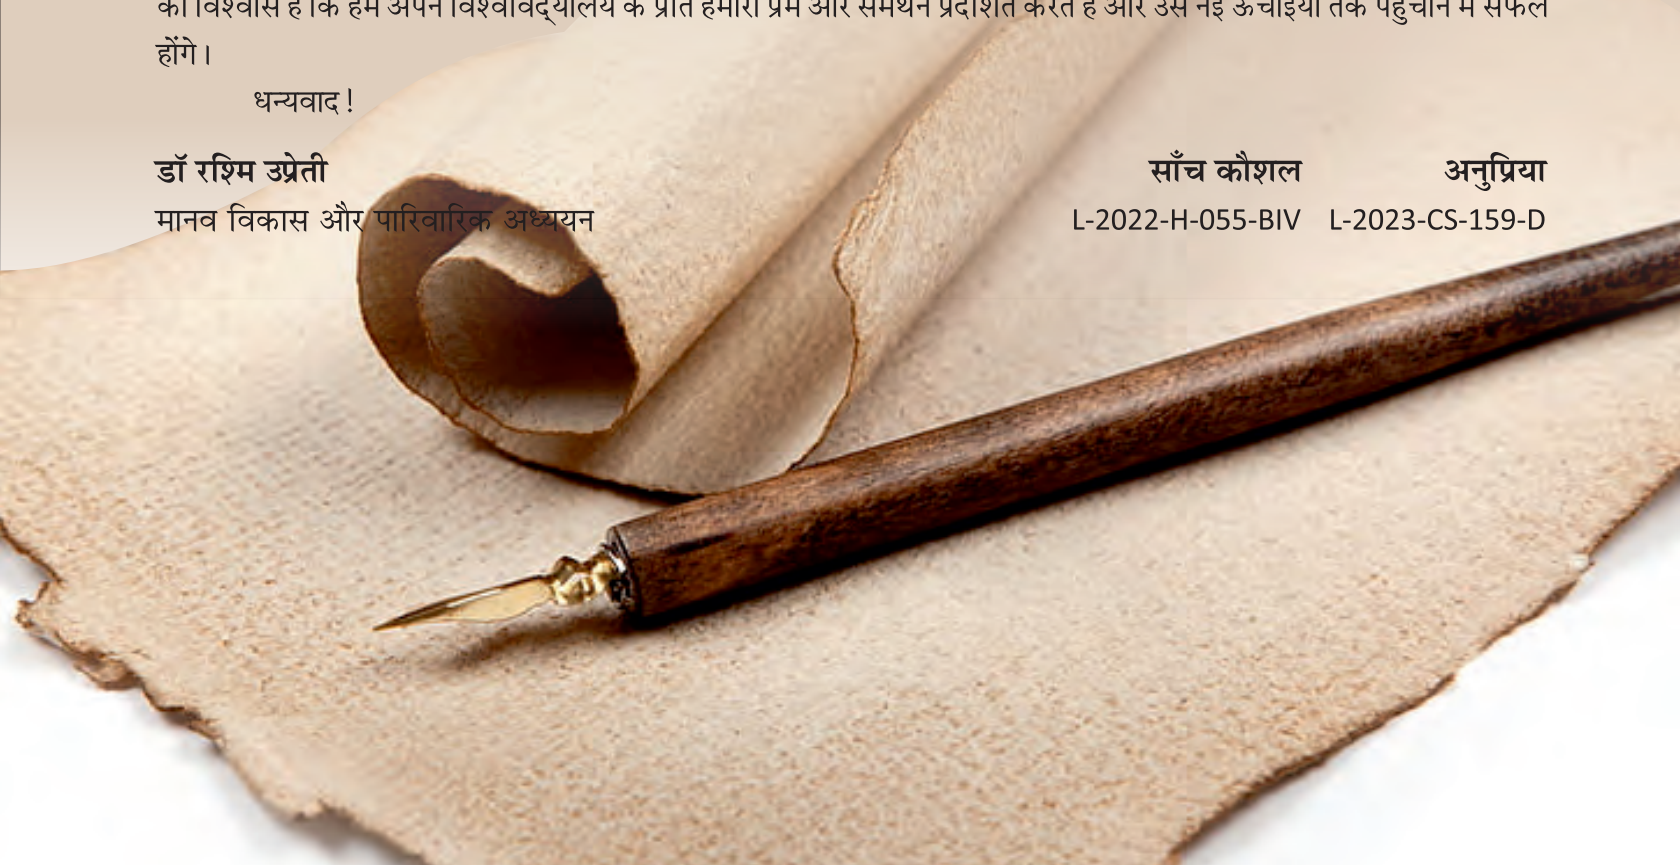 को विश्वास है कि हम अपने विश्वविद्यालय के प्रति हमारा प्रेम और समर्थन प्रदर्शित करते हैं और उसे नई ऊँचाइयों तक पहुँचाने में सफल
होंगे।
धन्यवाद!
डॉ रश्मि उप्रेती साँच कौशल अनुप्रिया
मानव विकास और पारिवारिक अध्ययन L-2022-H-055-BIV L-2023-CS-159-D